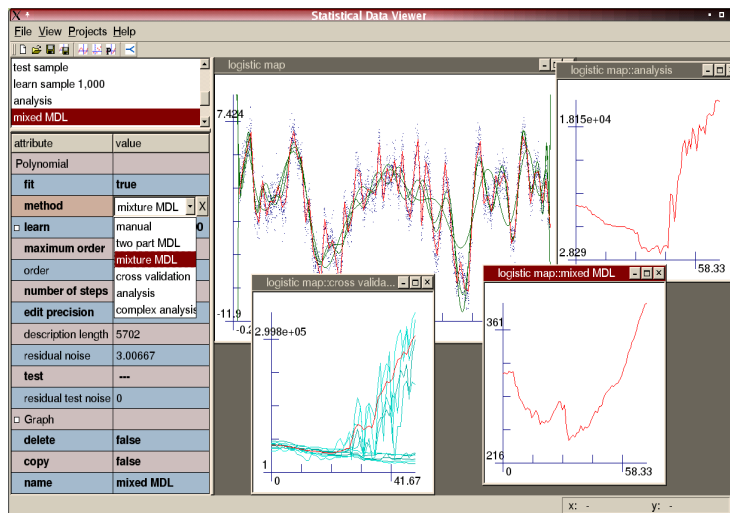 Statistical Data Viewer
File View Projects Help
test sample
learn sample 1,000
analysis
mixed MDL
attribute value
Polynomial
fit true
method mixture MDL X
learn
manual
two part MDL
mixture MDL
cross validation
analysis
complex analysis
maximum order
order
number of steps
edit precision
description length 5702
residual noise 3.00667
test ---
residual test noise 0
Graph
delete false
copy false
name mixed MDL
logistic map
7.424
-11.9
logistic map::analysis
1.815e+04
2.829
58.33
logistic map::cross valida...
2.998e+05
1
0 41.67
logistic map::mixed MDL
361
216
0 58.33
x: - y: -